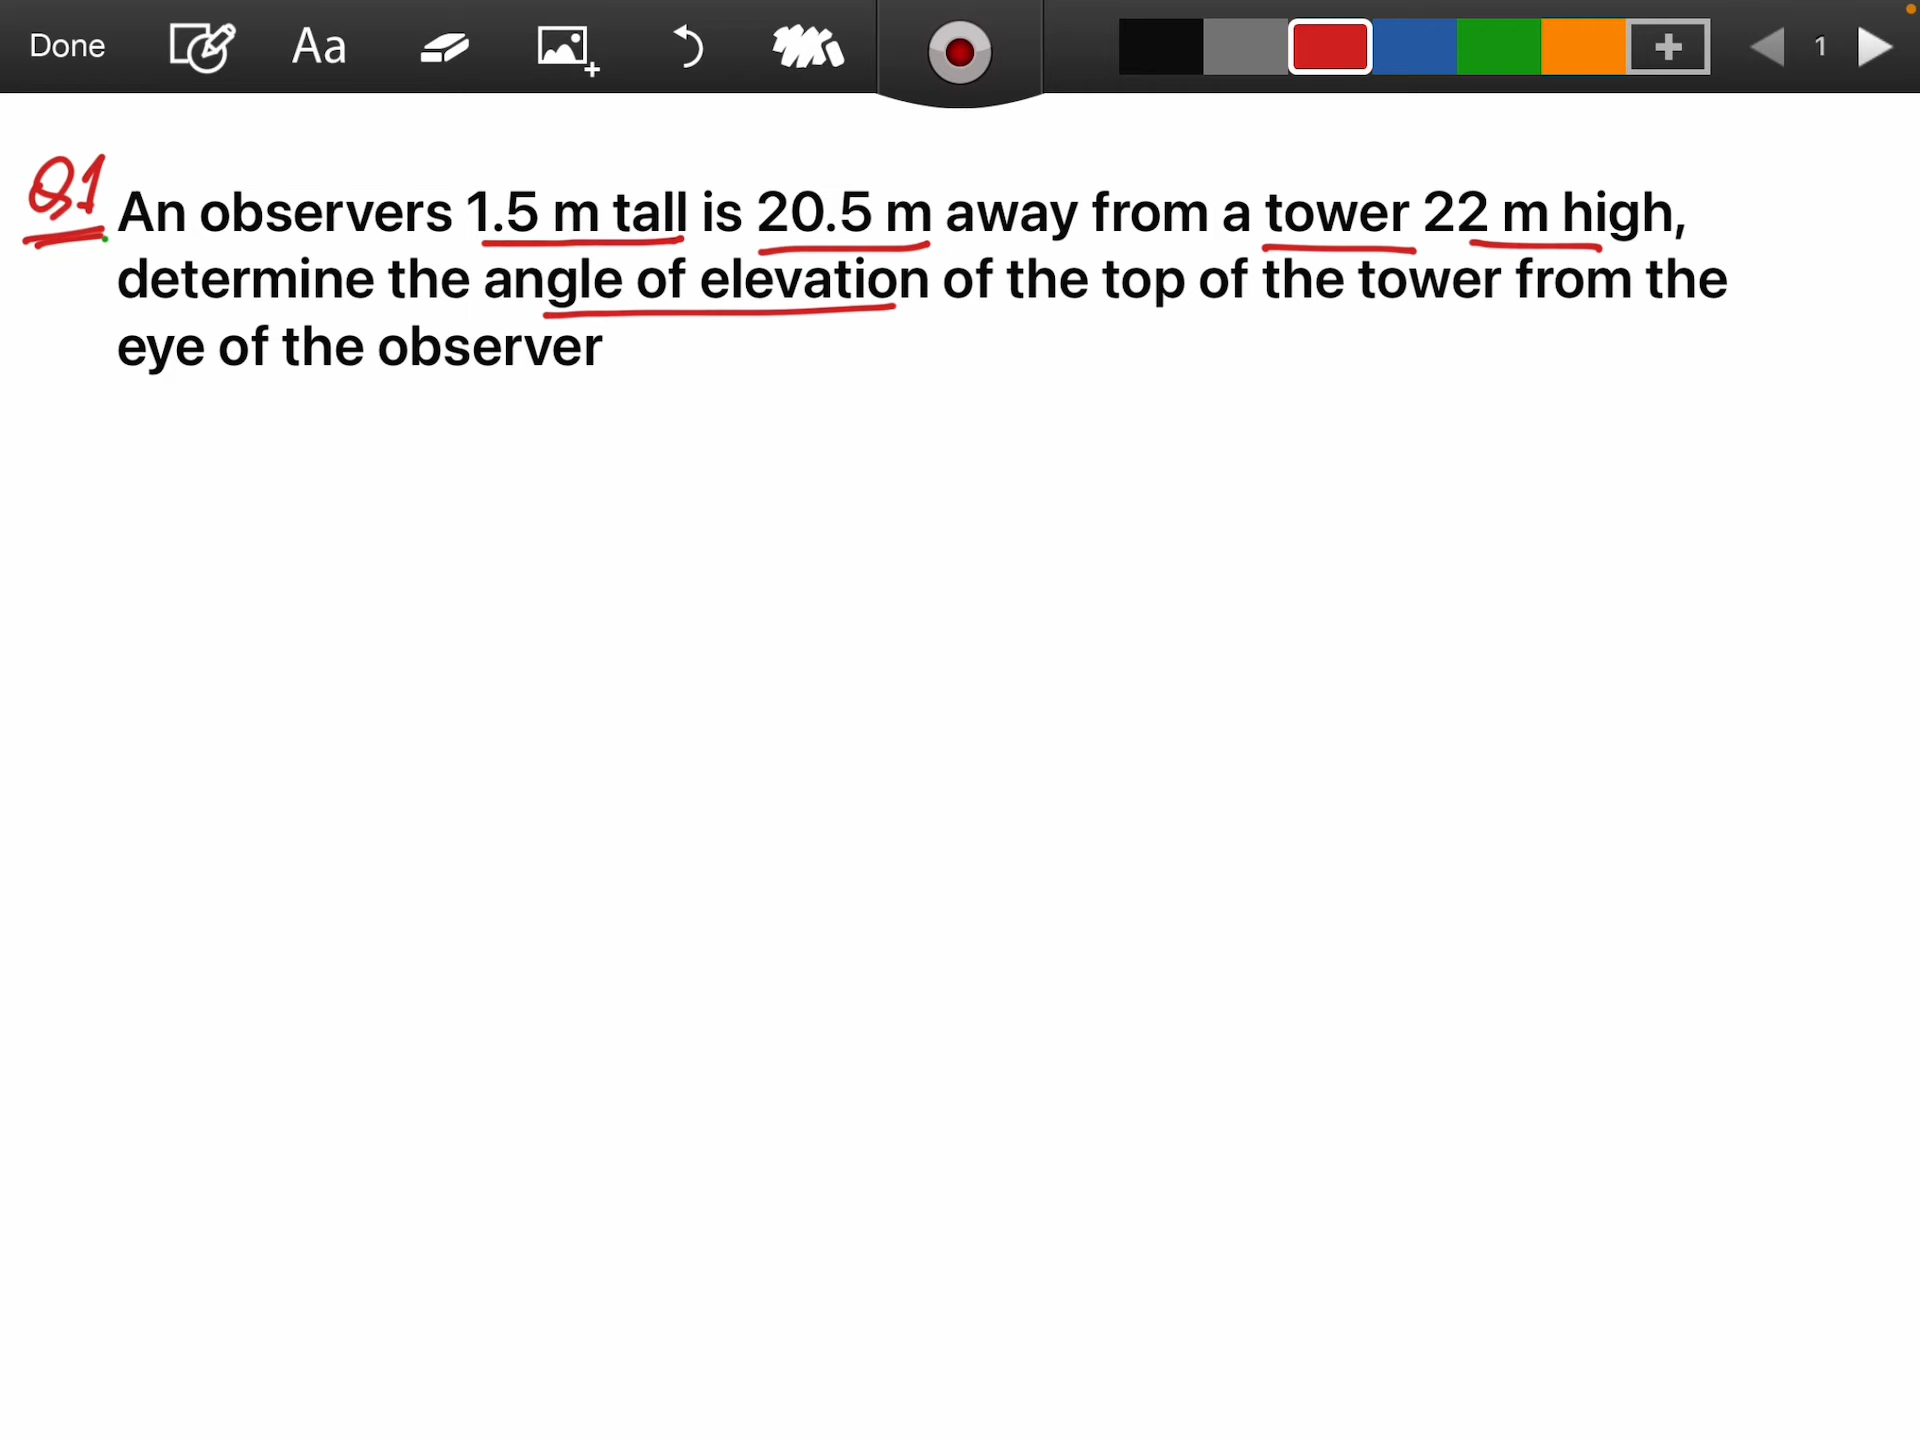 Done Aa 1
Q1 An observers 1.5 m tall is 20.5 m away from a tower 22 m high,
determine the angle of elevation of the top of the tower from the
eye of the observer